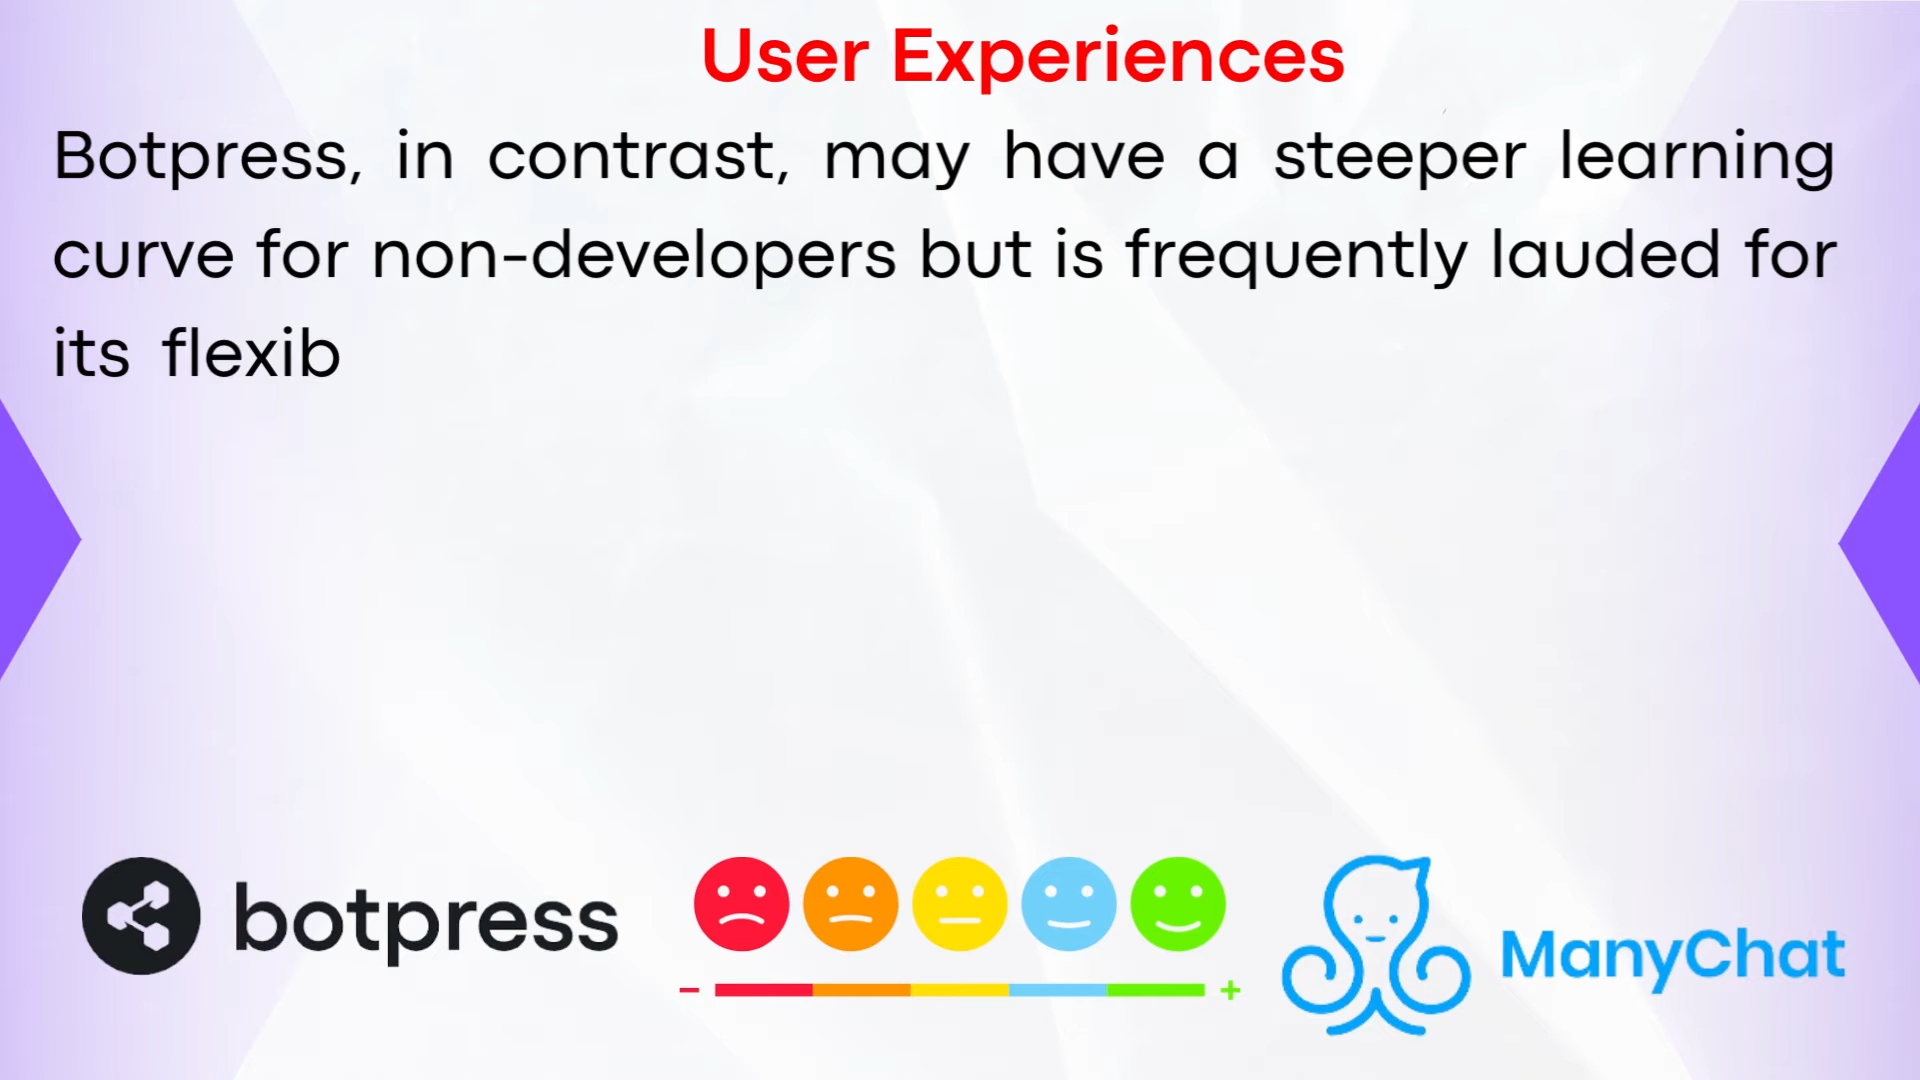 User Experiences
Botpress, in contrast, may have a steeper learning
curve for non-developers but is frequently lauded for
its flexib
botpress
- +
ManyChat